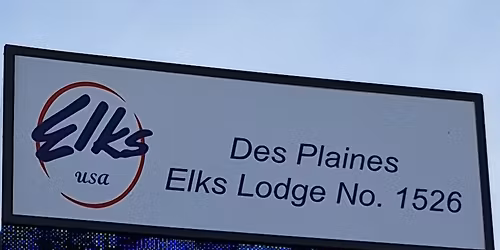 Elks
usa
Des Plaines
Elks Lodge No. 1526